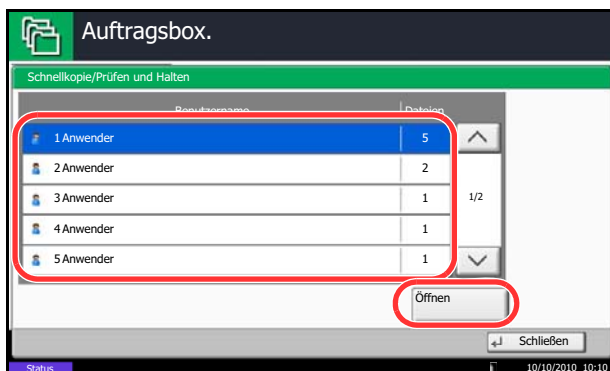 Auftragsbox.
Schnellkopie/Prüfen und Halten
Benutzername Dateien
1 Anwender 5
2 Anwender 2
3 Anwender 1
4 Anwender 1
5 Anwender 1
1/2
Öffnen
Schließen
Status 10/10/2010 10:10